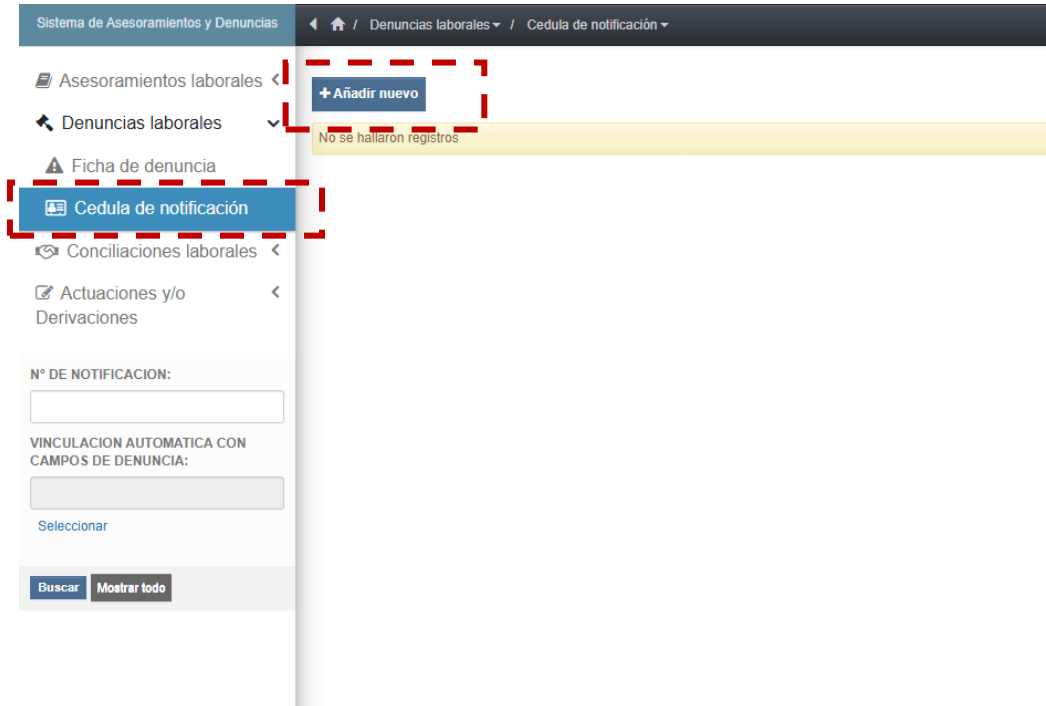 Sistema de Asesoramientos y Denuncias
/ Denuncias laborales / Cedula de notificación
Asesoramientos laborales
Denuncias laborales
Ficha de denuncia
Cedula de notificación
Conciliaciones laborales
Actuaciones y/o
Derivaciones
N° DE NOTIFICACION:
VINCULACION AUTOMATICA CON
CAMPOS DE DENUNCIA:
Seleccionar
Buscar Mostrar todo
+ Añadir nuevo
No se hallaron registros